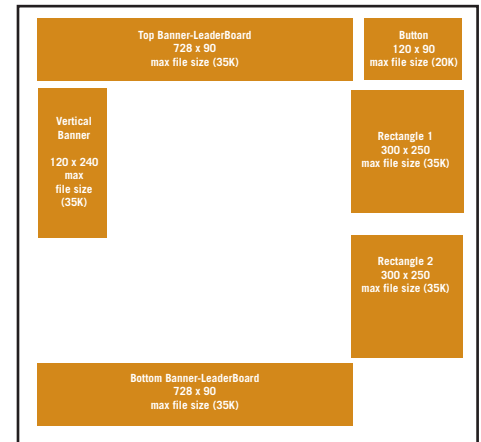 Top Banner-LeaderBoard
728 x 90
max file size (35K)
Button
120 x 90
max file size (20K)
Vertical
Banner
120 x 240
max
file size
(35K)
Rectangle 1
300 x 250
max file size (35K)
Rectangle 2
300 x 250
max file size (35K)
Bottom Banner-LeaderBoard
728 x 90
max file size (35K)